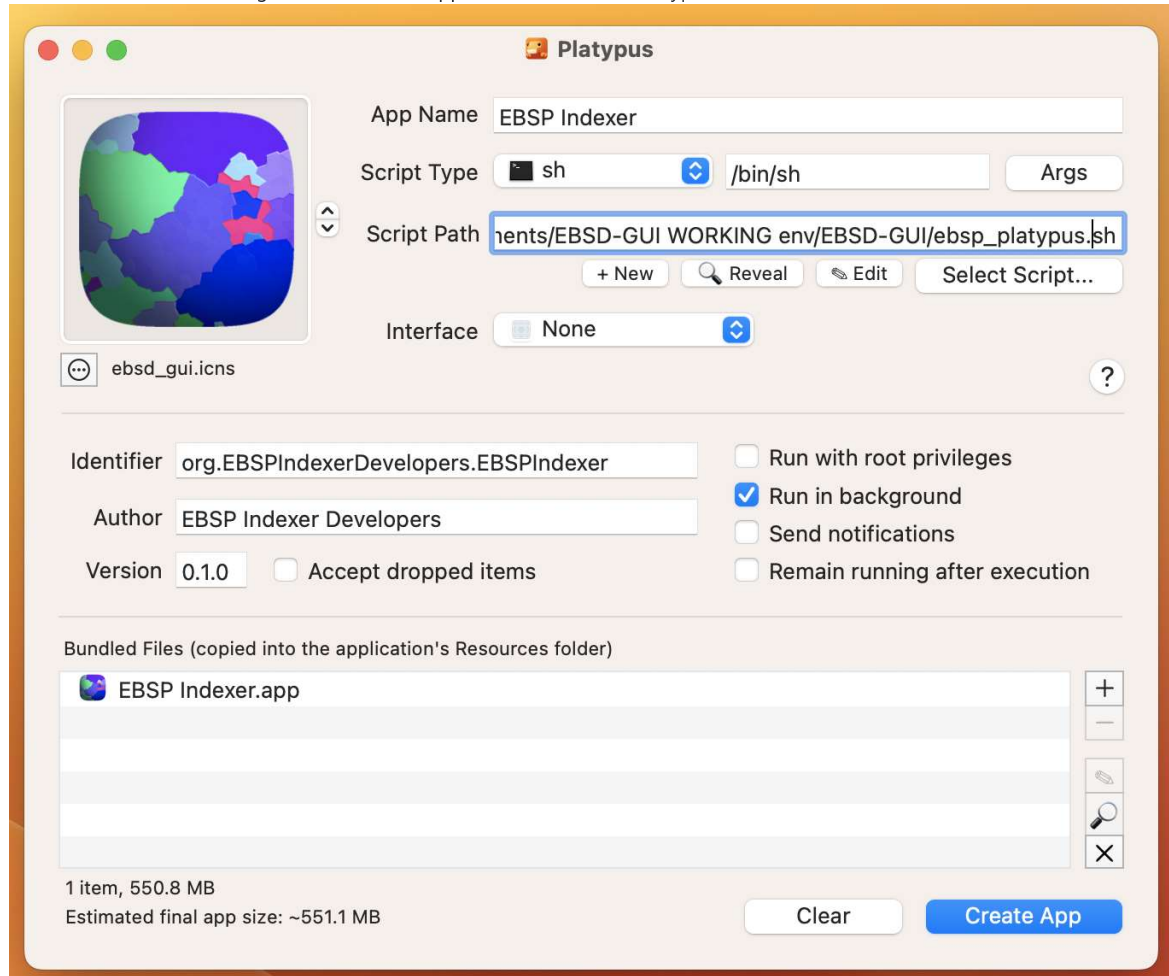 Platypus
App Name EBSP Indexer
Script Type sh /bin/sh Args
Script Path nents/EBSD-GUI WORKING env/EBSD-GUI/ebsp_platypus.sh
+ New Reveal Edit Select Script...
Interface None
ebsd_gui.icns
?
Identifier org.EBSPIndexerDevelopers.EBSPIndexer
Run with root privileges
Run in background
Author EBSP Indexer Developers
Send notifications
Version 0.1.0 Accept dropped items
Remain running after execution
Bundled Files (copied into the application's Resources folder)
EBSP Indexer.app
1 item, 550.8 MB
Estimated final app size: ~551.1 MB
Clear Create App